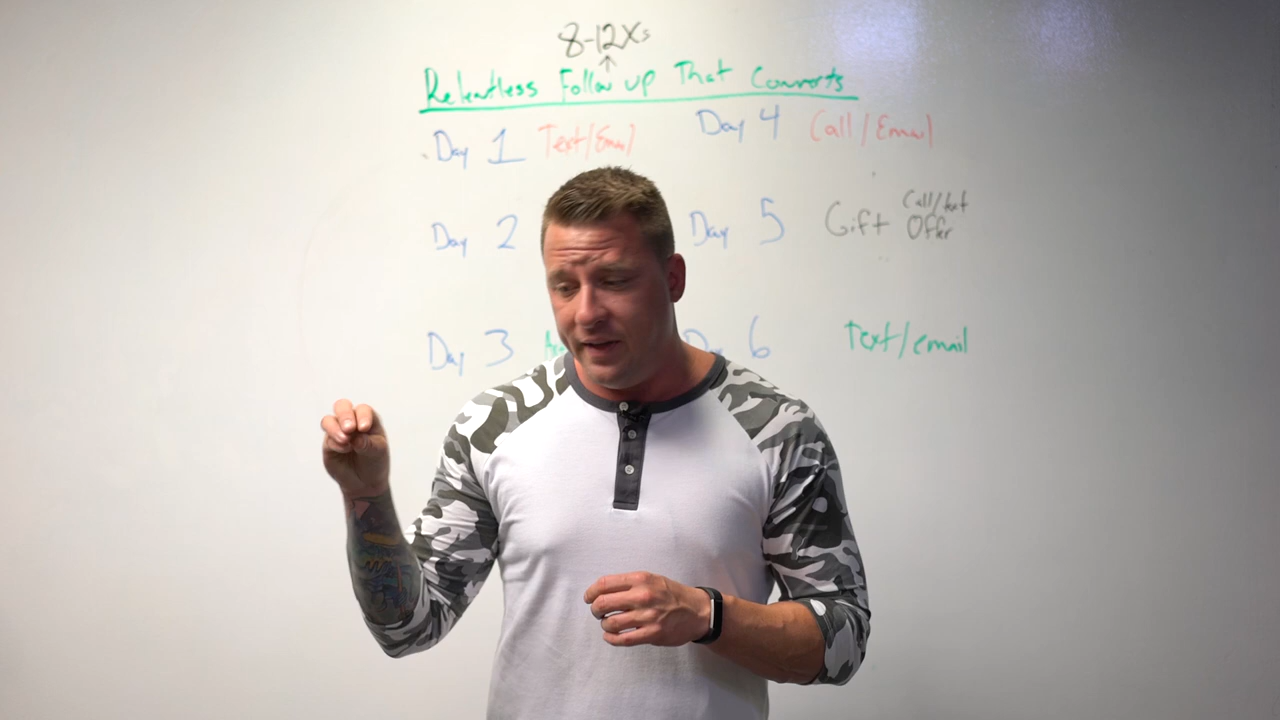 8-12Xs
Relentless Follow up That Converts
Day 1 Text/Email
Day 4 Call/Email
Day 2
Day 5 Gift Call/text Offer
Day 3
Day 6 Text/email